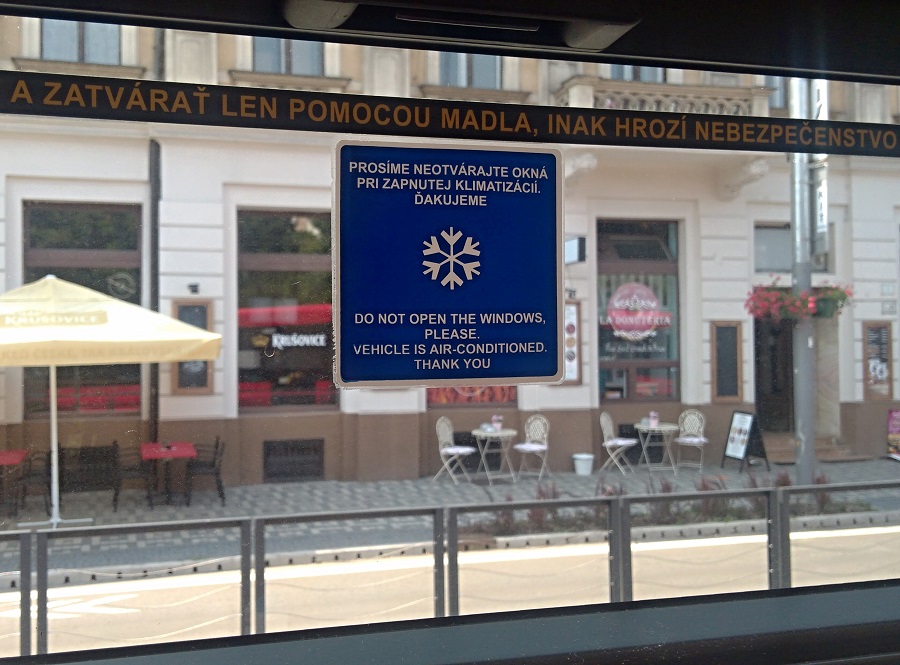 A ZATVÁRAŤ LEN POMOCOU MADLA, INAK HROZÍ NEBEZPEČENSTVO
PROSÍME NEOTVÁRAJTE OKNÁ
PRI ZAPNUTEJ KLIMATIZÁCIÍ.
ĎAKUJEME
DO NOT OPEN THE WINDOWS,
PLEASE.
VEHICLE IS AIR-CONDITIONED.
THANK YOU
KRUŠOVICE
KRUŠOVICE
LA DONUTERIA